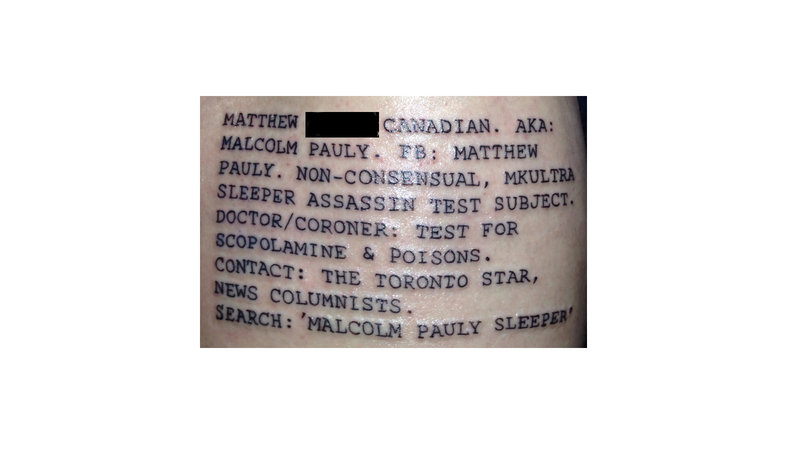 MATTHEW CANADIAN. AKA:
MALCOLM PAULY. FB: MATTHEW
PAULY. NON-CONSENSUAL, MKULTRA
SLEEPER ASSASSIN TEST SUBJECT.
DOCTOR/CORONER: TEST FOR
SCOPOLAMINE & POISONS.
CONTACT: THE TORONTO STAR,
NEWS COLUMNISTS.
SEARCH: 'MALCOLM PAULY SLEEPER'